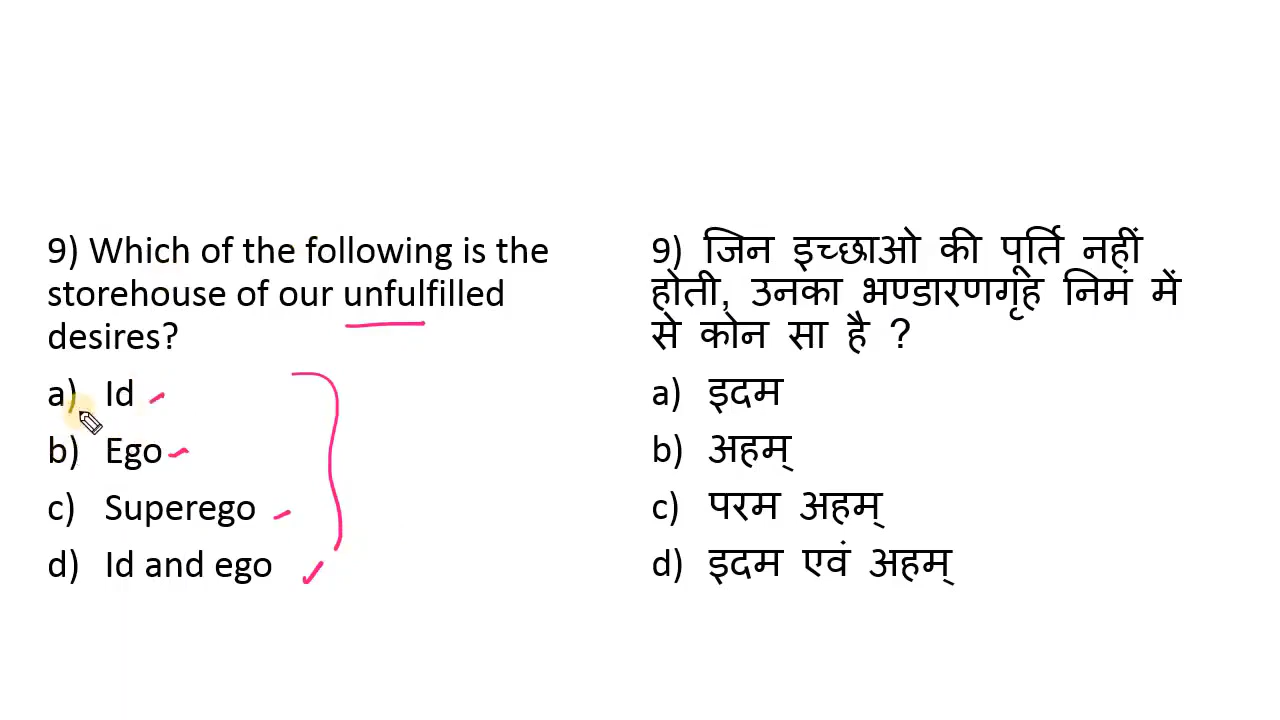 9) Which of the following is the
storehouse of our unfulfilled
desires?
a) Id
b) Ego
c) Superego
d) Id and ego
9) जिन इच्छाओ की पूर्ति नहीं
होती, उनका भण्डारणगृह निमं में
से कोन सा है ?
a) इदम
b) अहम्
c) परम अहम्
d) इदम एवं अहम्